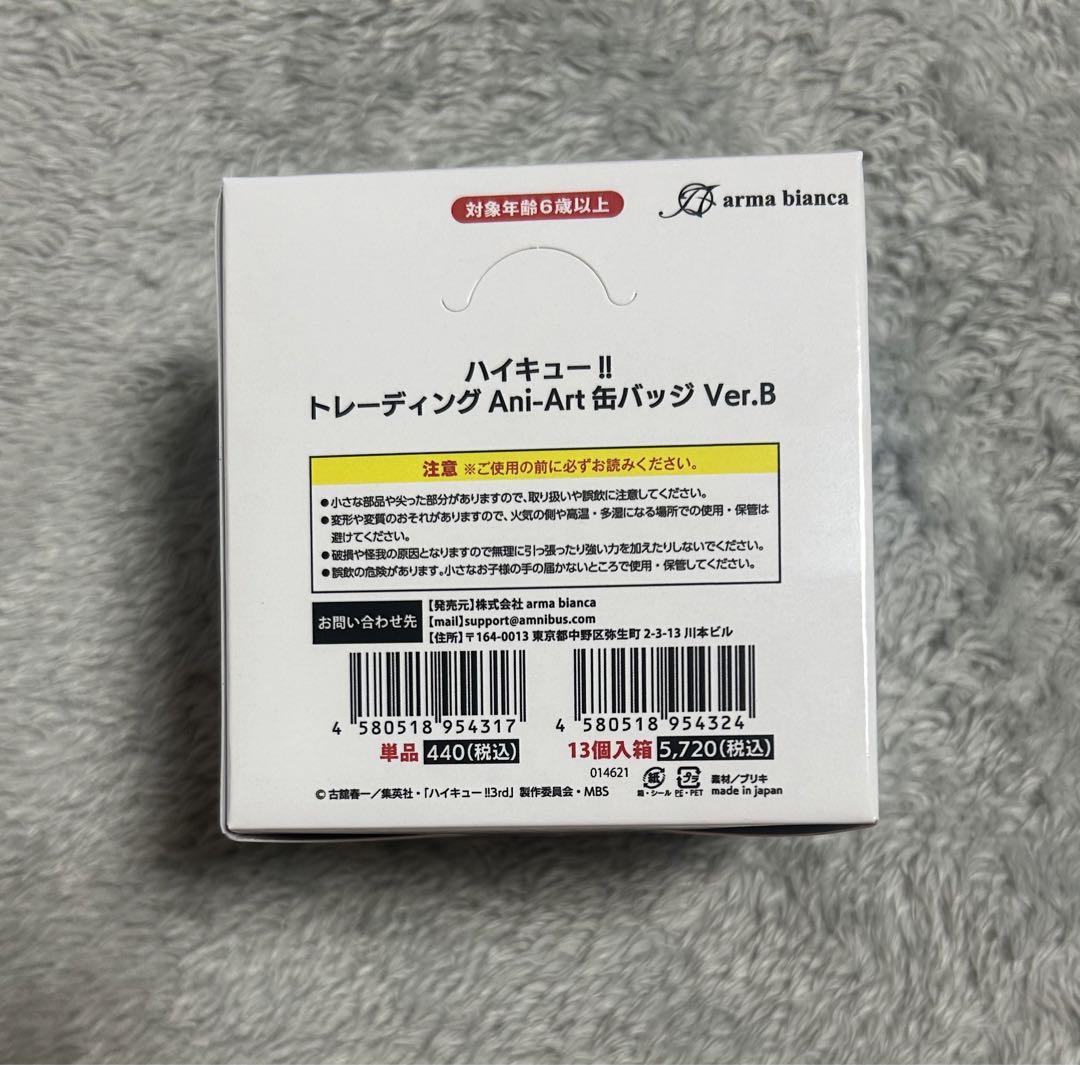 対象年齢6歳以上
arma bianca
ハイキュー!!
トレーディング Ani-Art 缶バッジ Ver.B
注意 ※ご使用の前に必ずお読みください。
●小さな部品や尖った部分がありますので、取り扱いや誤飲に注意してください。
●変形や変質のおそれがありますので、火気の側や高温・多湿になる場所での使用・保管は
避けてください。
●破損や怪我の原因となりますので無理に引っ張ったり強い力を加えたりしないでください。
●誤飲の危険があります。小さなお子様の手の届かないところで使用・保管してください。
お問い合わせ先
【発売元】株式会社 arma bianca
【mail】support@amnibus.com
【住所】〒164-0013 東京都中野区弥生町 2-3-13 川本ビル
4 580518 954317
4 580518 954324
単品 440(税込)
13個入箱 5,720(税込)
014621
紙
箱・シール
プラ
PE・PET
素材/ブリキ
made in japan
© 古舘春一/集英社・「ハイキュー!!3rd」製作委員会・MBS